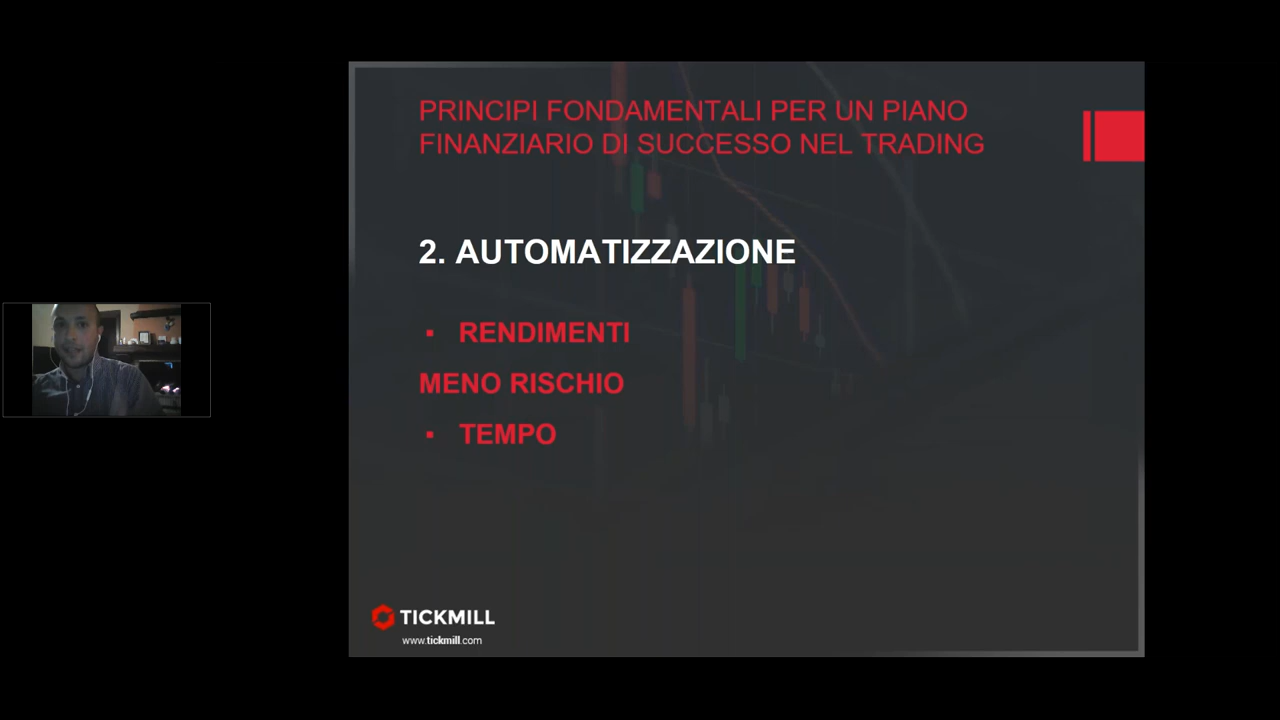 PRINCIPI FONDAMENTALI PER UN PIANO
FINANZIARIO DI SUCCESSO NEL TRADING
2. AUTOMATIZZAZIONE
▪ RENDIMENTI
MENO RISCHIO
▪ TEMPO
TICKMILL
www.tickmill.com